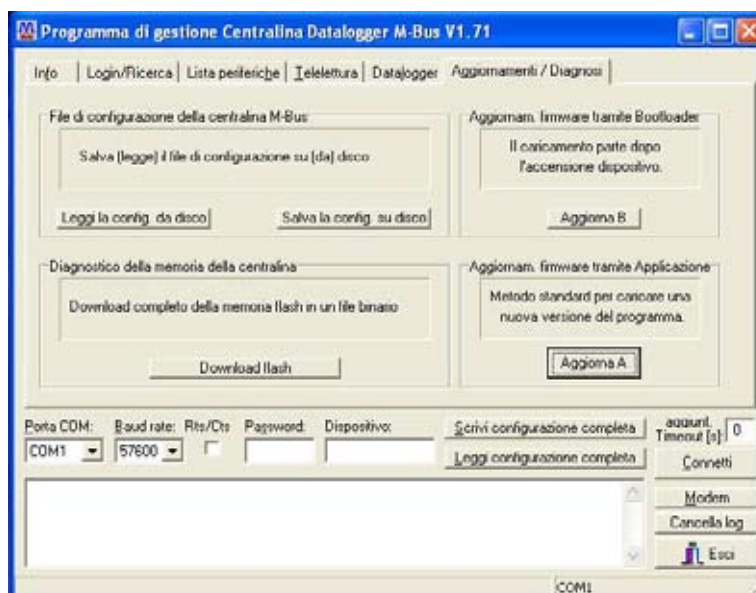 Programma di gestione Centralina Datalogger M-Bus V1.71
Info Login/Ricerca Lista periferiche Telelettura Datalogger Aggiornamenti / Diagnosi
File di configurazione della centralina M-Bus
Salva (legge) il file di configurazione su (da) disco
Leggi la config. da disco Salva la config. su disco
Aggiornam. firmware tramite Bootloader
Il caricamento parte dopo
l'accensione dispositivo.
Aggiorna B
Diagnostico della memoria della centralina
Download completo della memoria flash in un file binario
Download flash
Aggiornam. firmware tramite Applicazione
Metodo standard per caricare una
nuova versione del programma.
Aggiorna A
Porta COM: Baud rate: Rts/Cts Password: Dispositivo:
COM1 57600
Scrivi configurazione completa
Leggi configurazione completa
aggiunt.
Timeout [s]: 0
Connetti
Modem
Cancella log
Esci
COM1